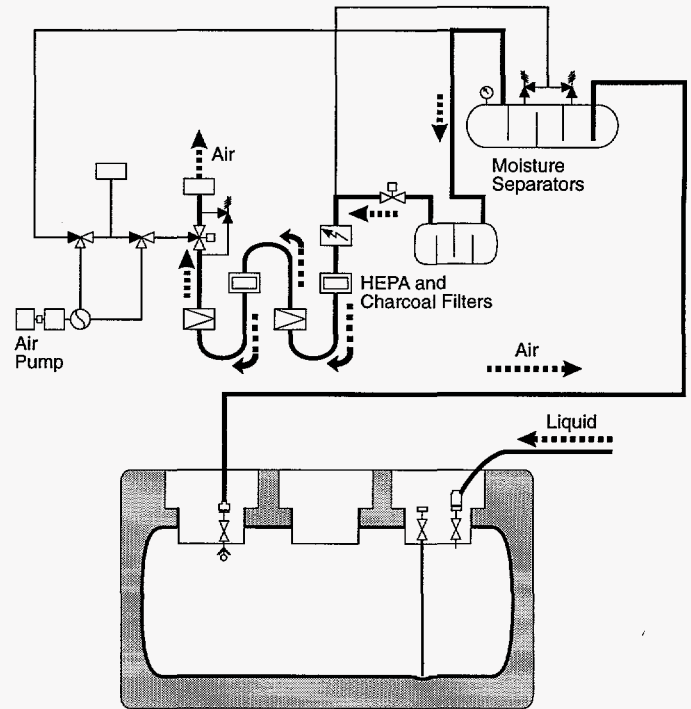 Air
Moisture
Separators
HEPA and
Charcoal Filters
Air
Pump
Air
Liquid